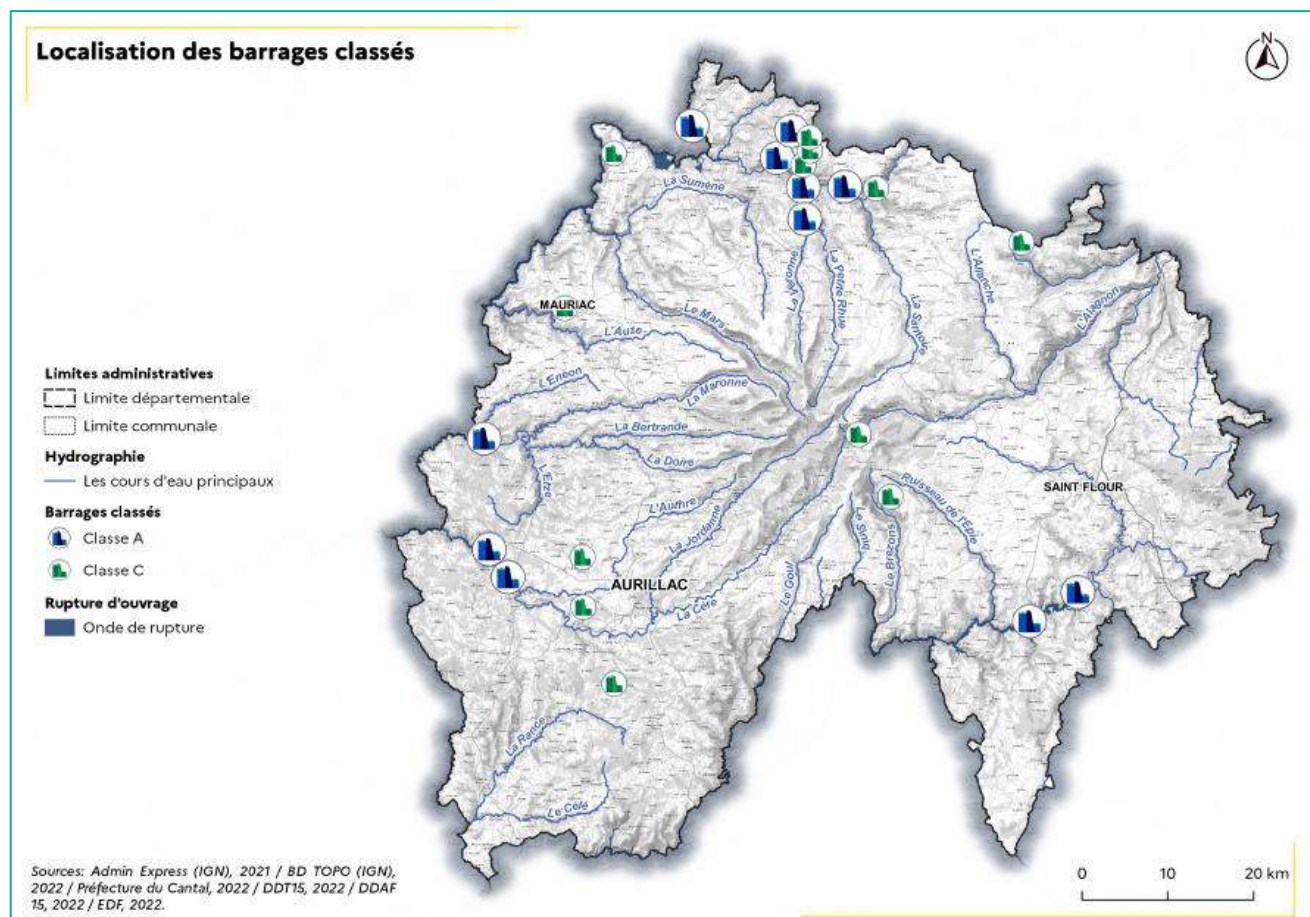 Localisation des barrages classés
N
La Sumène
MAURIAC
Le Mars
La Véronne
La Petite Rhue
La Santoire
L'Allanche
L'Alagnon
L'Auze
L'Enéon
La Maronne
La Bertrande
La Doire
L'Etze
L'Authre
La Jordanne
AURILLAC
La Cère
Le Goul
Le Siniq
Le Brezons
Ruisseau de l'Epie
SAINT FLOUR
La Rance
Le Célé
Limites administratives
Limite départementale
Limite communale
Hydrographie
Les cours d'eau principaux
Barrages classés
Classe A
Classe C
Rupture d'ouvrage
Onde de rupture
Sources: Admin Express (IGN), 2021 / BD TOPO (IGN),
2022 / Préfecture du Cantal, 2022 / DDT15, 2022 / DDAF
15, 2022 / EDF, 2022.
0 10 20 km